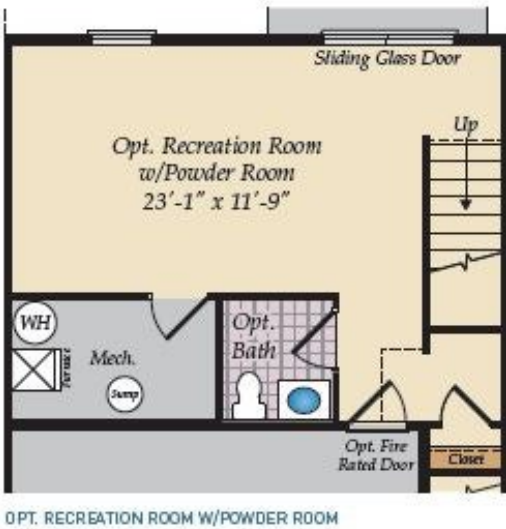 Sliding Glass Door
Up
Opt. Recreation Room
w/Powder Room
23'-1" x 11'-9"
WH
Furnace
Mech.
Sump
Opt.
Bath
Opt. Fire
Rated Door
Closet
OPT. RECREATION ROOM W/POWDER ROOM